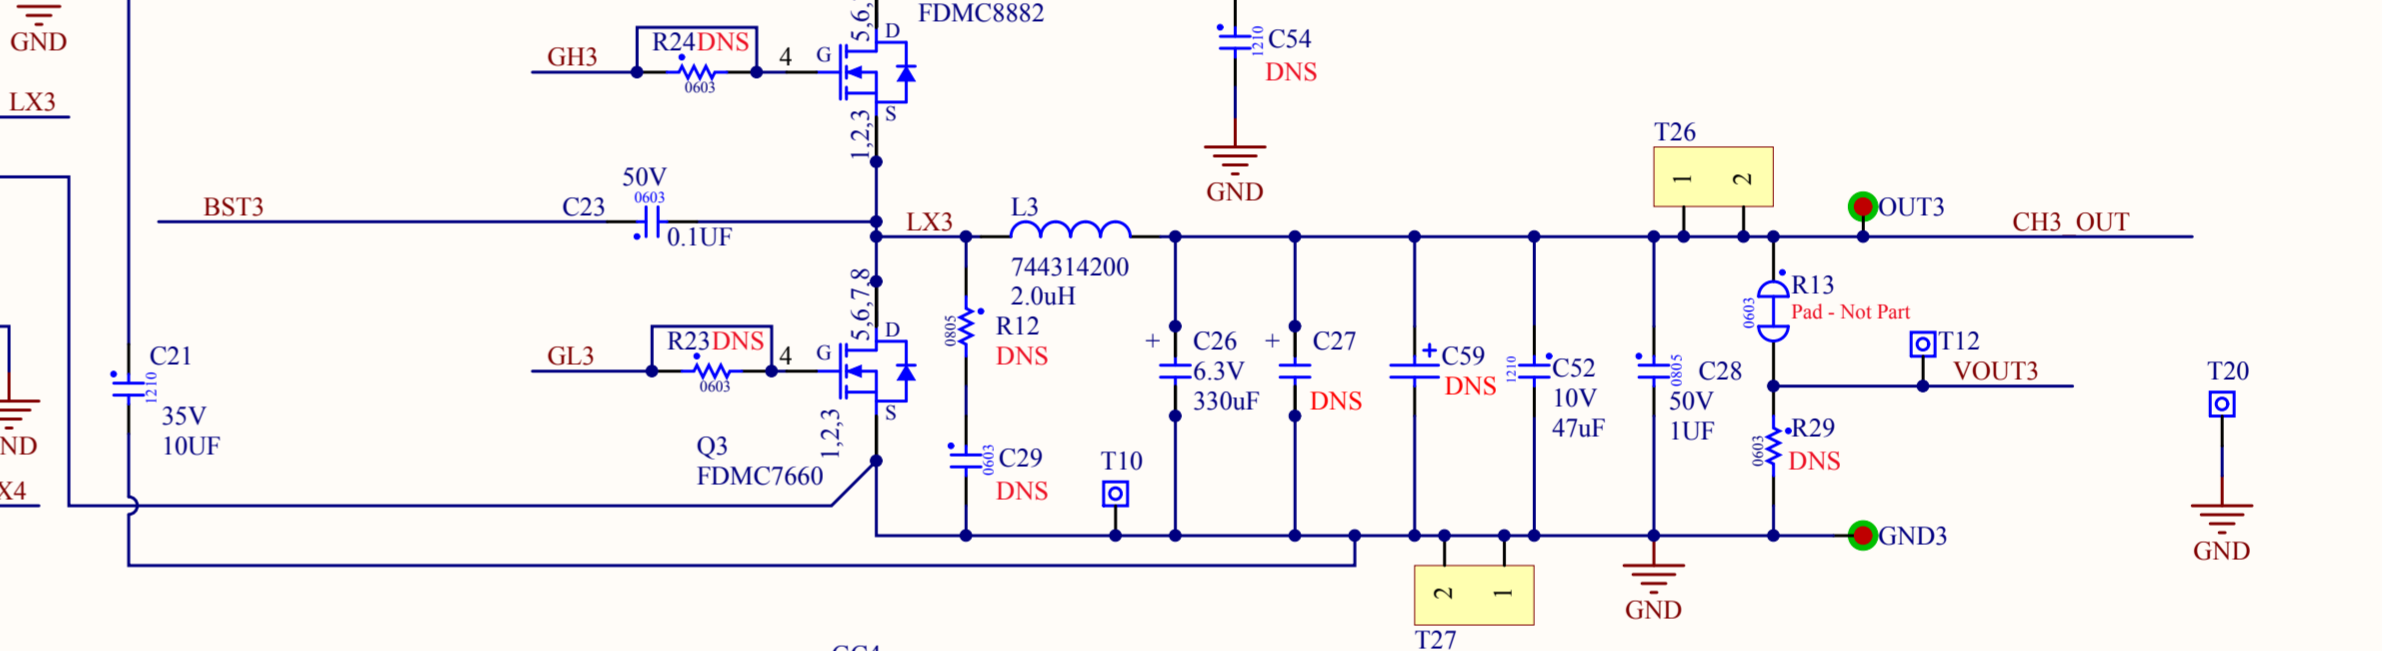 GND
LX3
ND
X4
C21
1210
35V
10UF
GH3
R24DNS
0603
4
G
D
S
5,6,
1,2,3
FDMC8882
BST3
C23
50V
0603
0.1UF
LX3
GL3
R23DNS
0603
4
G
D
S
5,6,7,8
1,2,3
Q3
FDMC7660
L3
744314200
2.0uH
0805
R12
DNS
0603
C29
DNS
T10
C54
1210
DNS
GND
+
C26
6.3V
330uF
+
C27
DNS
+
C59
DNS
1210
C52
10V
47uF
0805
C28
50V
1UF
T26
1
2
T27
2
1
GND
OUT3
CH3_OUT
R13
0603
Pad - Not Part
T12
VOUT3
R29
0603
DNS
GND3
T20
GND